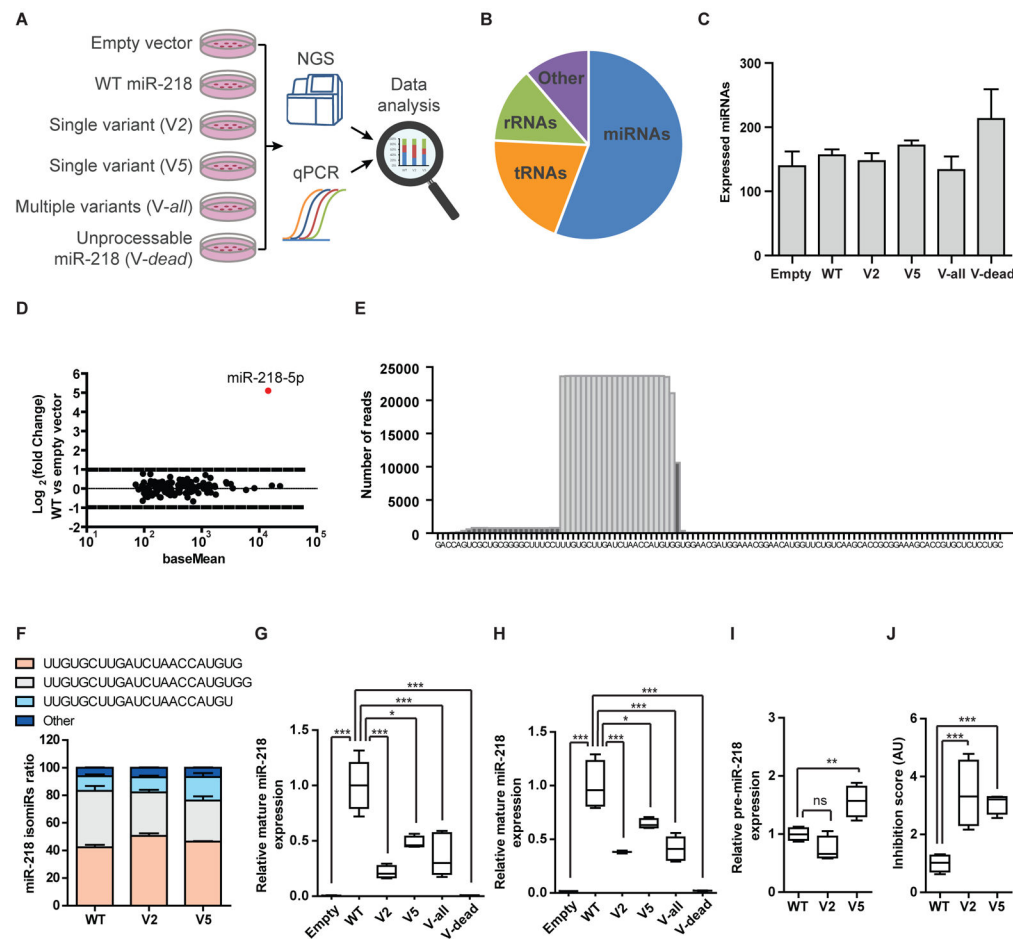 A
Empty vector
WT miR-218
Single variant (V2)
Single variant (V5)
Multiple variants (V-all)
Unprocessable
miR-218 (V-dead)
NGS
qPCR
Data
analysis
B
miRNAs
tRNAs
rRNAs
Other
C
Expressed miRNAs
300
200
100
0
Empty WT V2 V5 V-all V-dead
D
Log 2(fold Change)
WT vs empty vector
miR-218-5p
6
5
4
3
2
1
0
-1
-2
10^1 10^2 10^3 10^4 10^5
baseMean
E
Number of reads
25000
20000
15000
10000
5000
0
F
UUGUGCUUGAUCUAACCAUGUG
UUGUGCUUGAUCUAACCAUGUGG
UUGUGCUUGAUCUAACCAUGU
Other
miR-218 isomiRs ratio
100
80
60
40
20
0
WT V2 V5
G
Relative mature miR-218
expression
1.5
1.0
0.5
0.0
*** *** * *** ***
Empty WT V2 V5 V-all V-dead
H
Relative mature miR-218
expression
1.5
1.0
0.5
0.0
*** *** * *** ***
Empty WT V2 V5 V-all V-dead
I
Relative pre-miR-218
expression
3
2
1
0
**
ns
WT V2 V5
J
Inhibition score (AU)
6
4
2
0
***
***
WT V2 V5